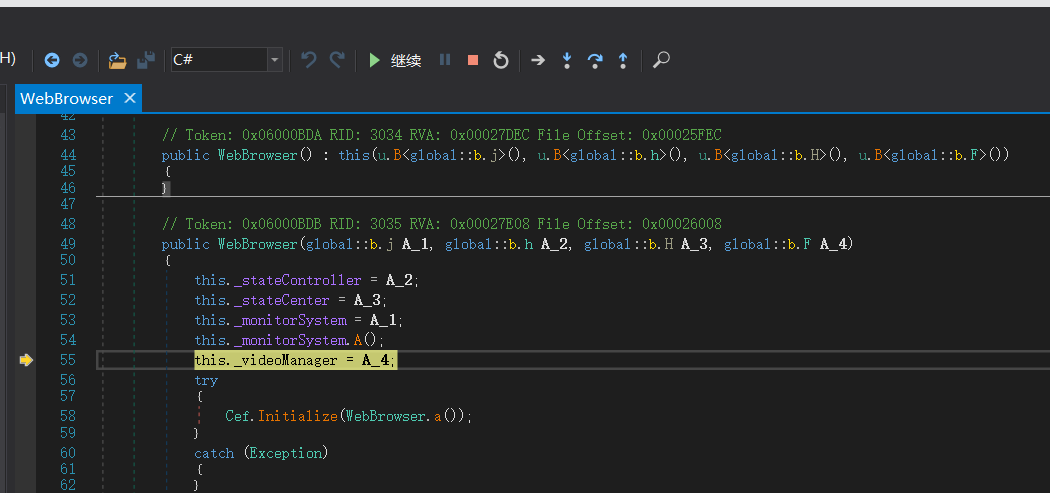 H)
C#
继续
WebBrowser
42
43 // Token: 0x06000BDA RID: 3034 RVA: 0x00027DEC File Offset: 0x00025FEC
44 public WebBrowser() : this(u.B<global::b.j>(), u.B<global::b.h>(), u.B<global::b.H>(), u.B<global::b.F>())
45 {
46 }
47
48 // Token: 0x06000BDB RID: 3035 RVA: 0x00027E08 File Offset: 0x00026008
49 public WebBrowser(global::b.j A_1, global::b.h A_2, global::b.H A_3, global::b.F A_4)
50 {
51 this._stateController = A_2;
52 this._stateCenter = A_3;
53 this._monitorSystem = A_1;
54 this._monitorSystem.A();
55 this._videoManager = A_4;
56 try
57 {
58 Cef.Initialize(WebBrowser.a());
59 }
60 catch (Exception)
61 {
62 }